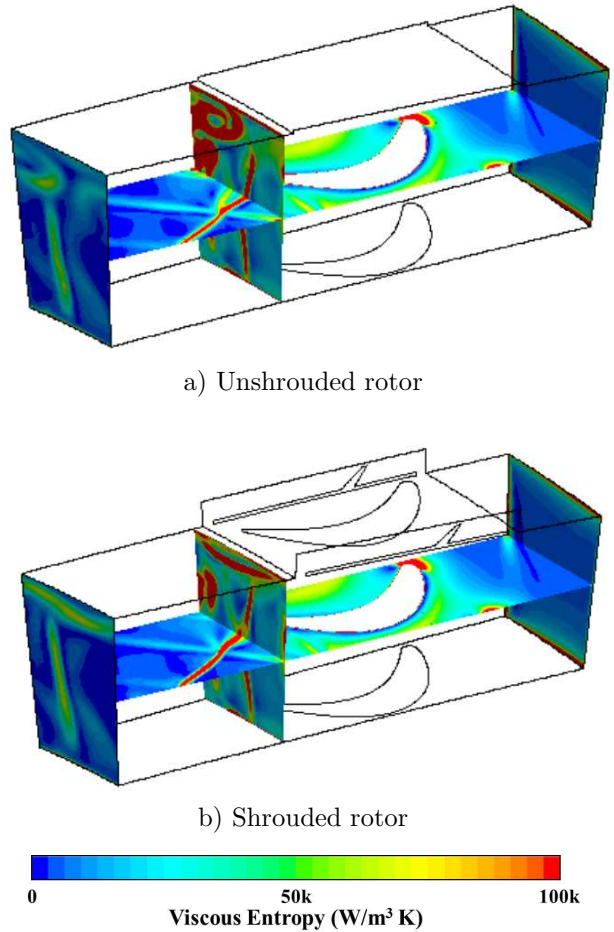 a) Unshrouded rotor
b) Shrouded rotor
0 50k 100k
Viscous Entropy (W/m³ K)